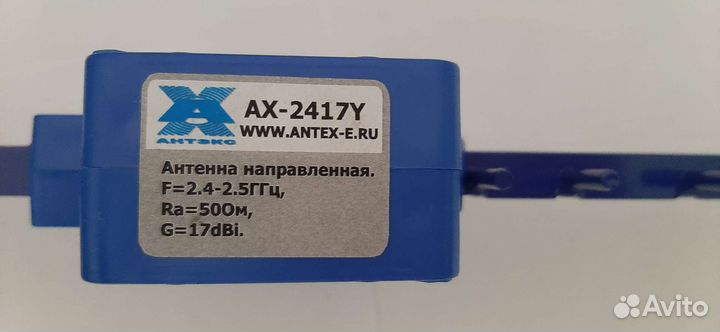 AX-2417Y
WWW.ANTEX-E.RU
АНТЭКС
Антенна направленная.
F=2.4-2.5ГГц,
Ra=50Ом,
G=17dBi.
Avito